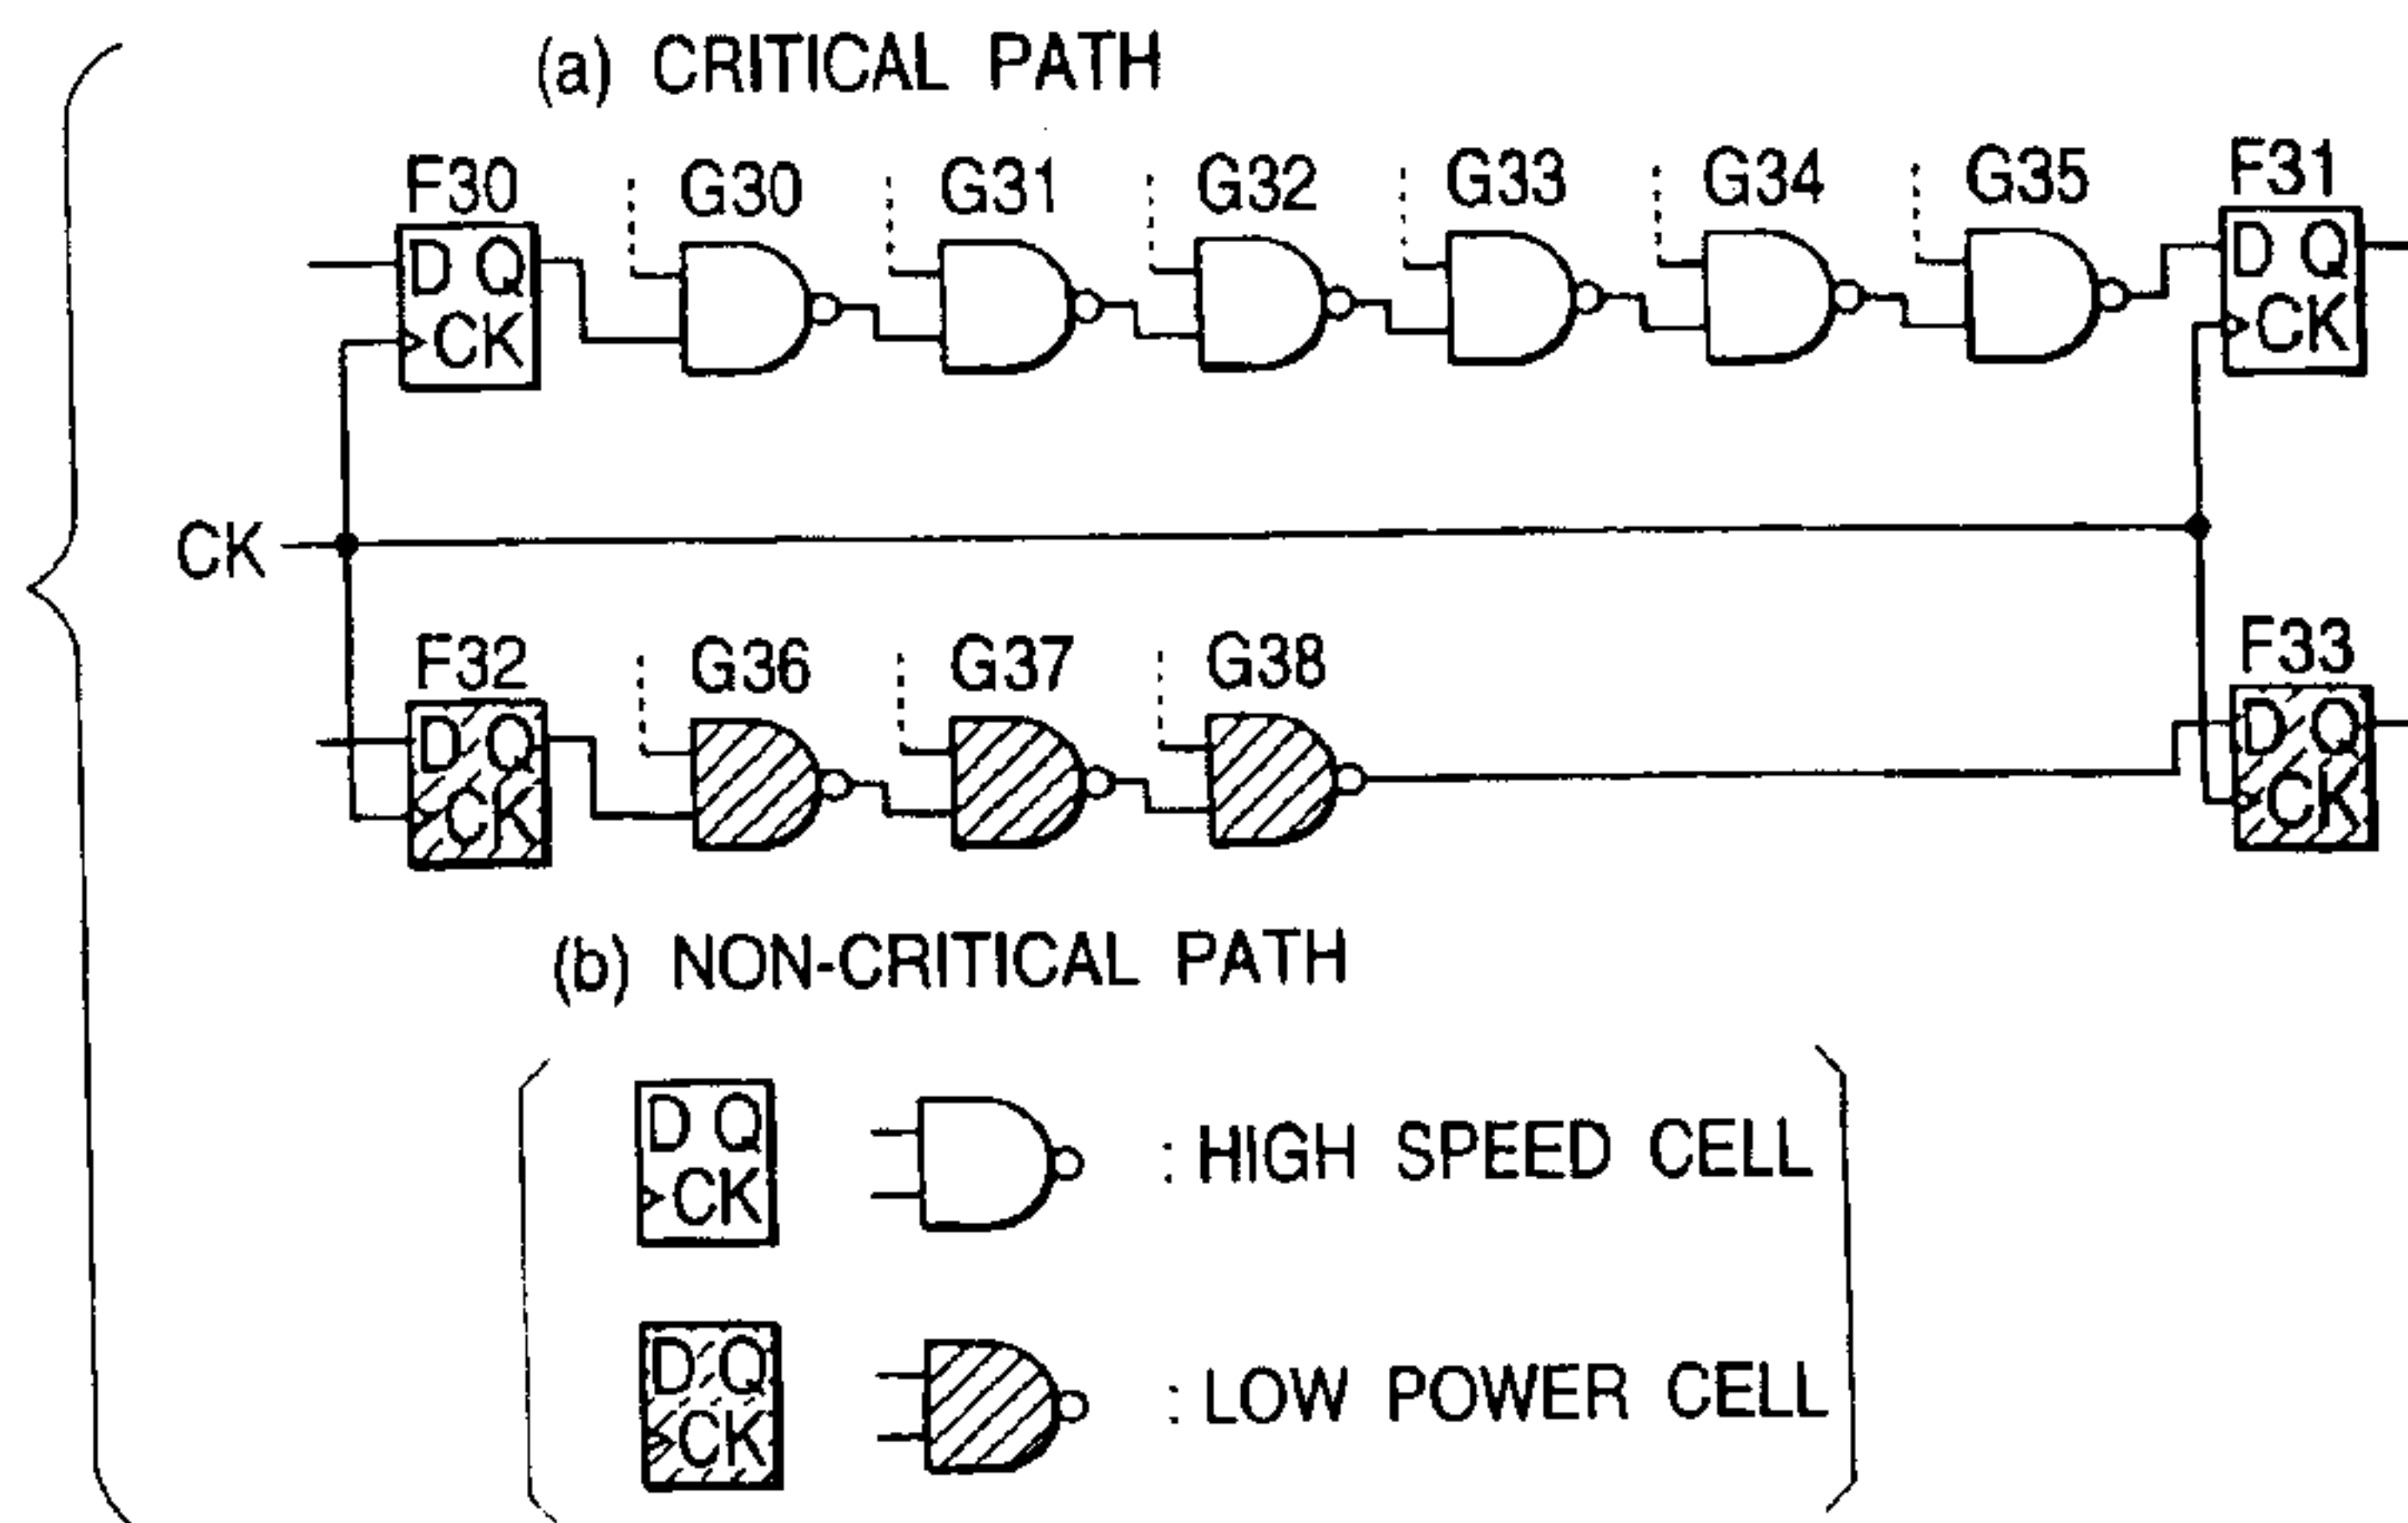 (a) CRITICAL PATH
F30 G30 G31 G32 G33 G34 G35 F31
D Q D Q
CK CK
CK
F32 G36 G37 G38 F33
D Q D Q
CK CK
(b) NON-CRITICAL PATH
D Q
CK : HIGH SPEED CELL
D Q
CK : LOW POWER CELL